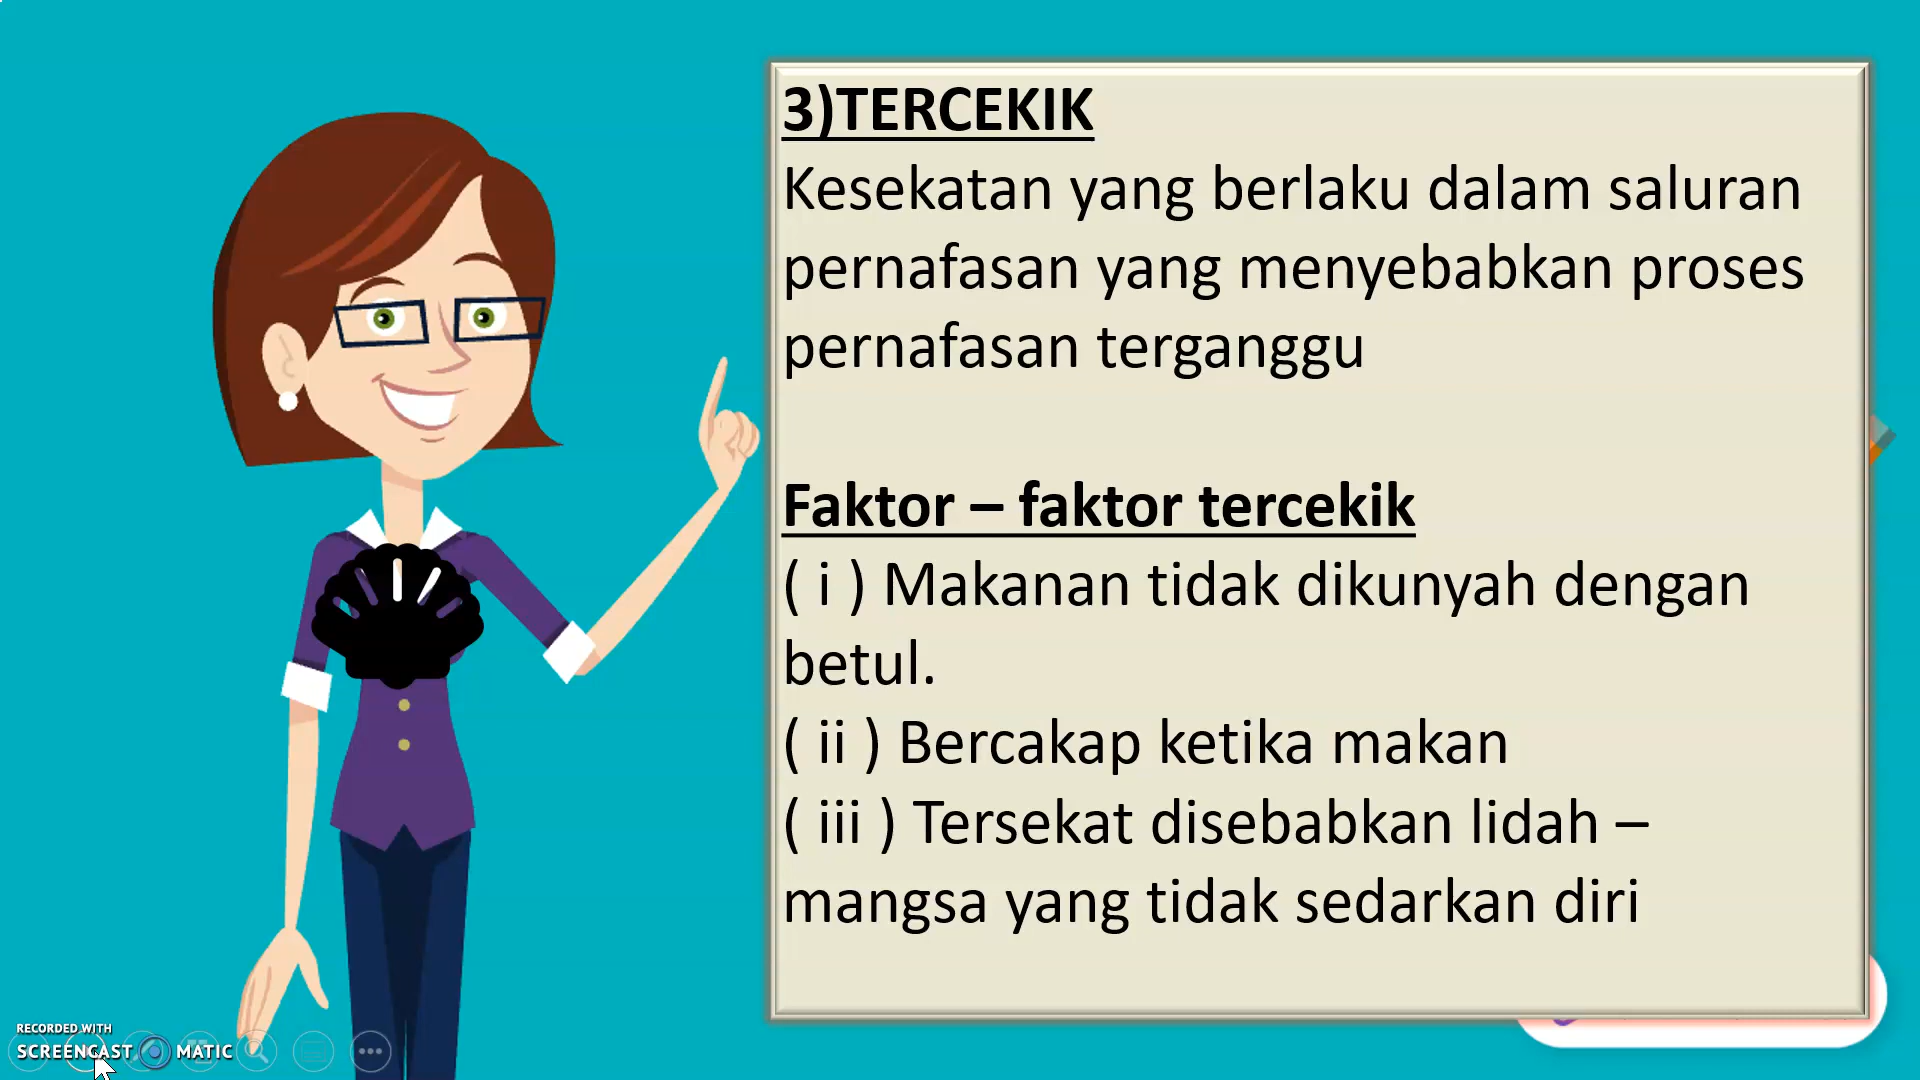 3)TERCEKIK
Kesekatan yang berlaku dalam saluran
pernafasan yang menyebabkan proses
pernafasan terganggu
Faktor – faktor tercekik
( i ) Makanan tidak dikunyah dengan
betul.
( ii ) Bercakap ketika makan
( iii ) Tersekat disebabkan lidah –
mangsa yang tidak sedarkan diri
RECORDED WITH
SCREENCAST MATIC